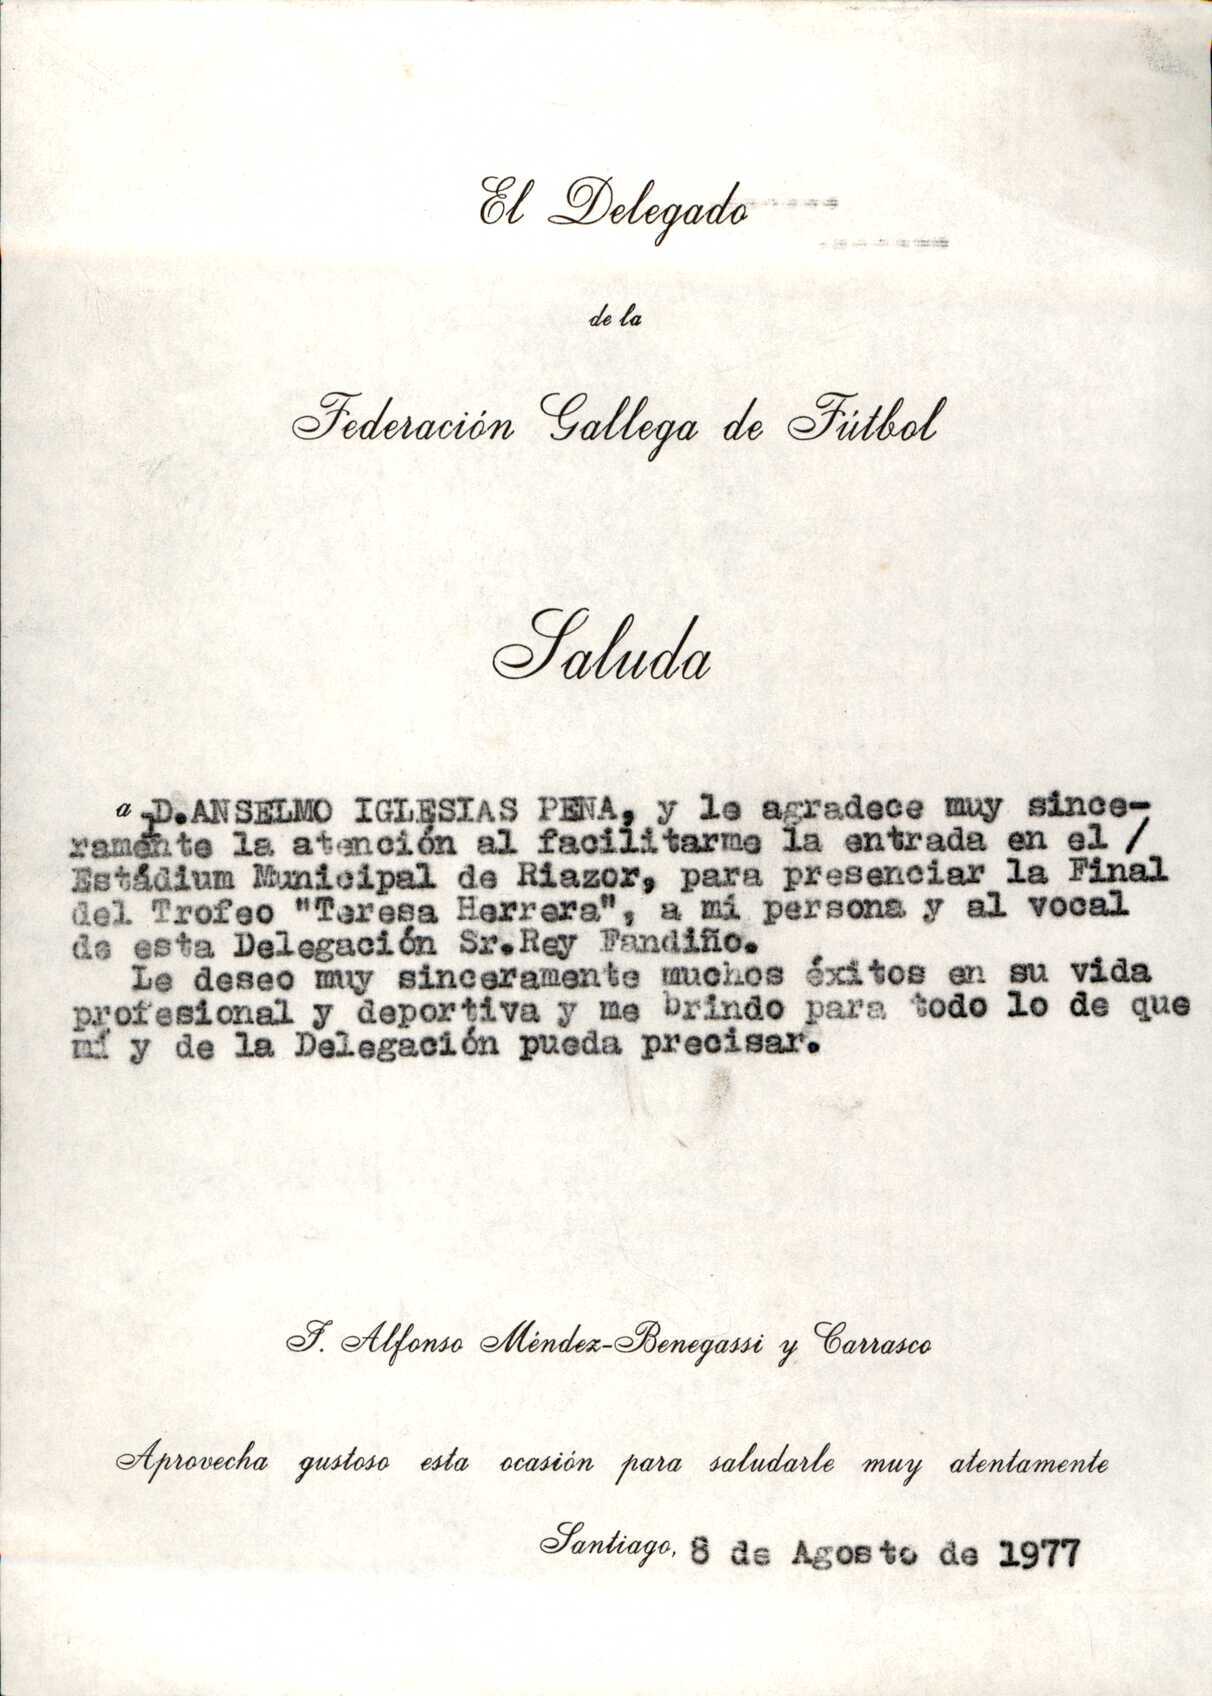 El Delegado
de la
Federación Gallega de Fútbol
Saluda
a D.ANSELMO IGLESIAS PENA, y le agradece muy since-
ramente la atención al facilitarme la entrada en el /
Estádium Municipal de Riazor, para presenciar la Final
del Trofeo "Teresa Herrera", a mi persona y al vocal
de esta Delegación Sr.Rey Fandiño.
Le deseo muy sinceramente muchos éxitos en su vida
profesional y deportiva y me brindo para todo lo de que
mí y de la Delegación pueda precisar.
F. Alfonso Méndez-Benegassi y Carrasco
Aprovecha gustoso esta ocasión para saludarle muy atentamente
Santiago, 8 de Agosto de 1977